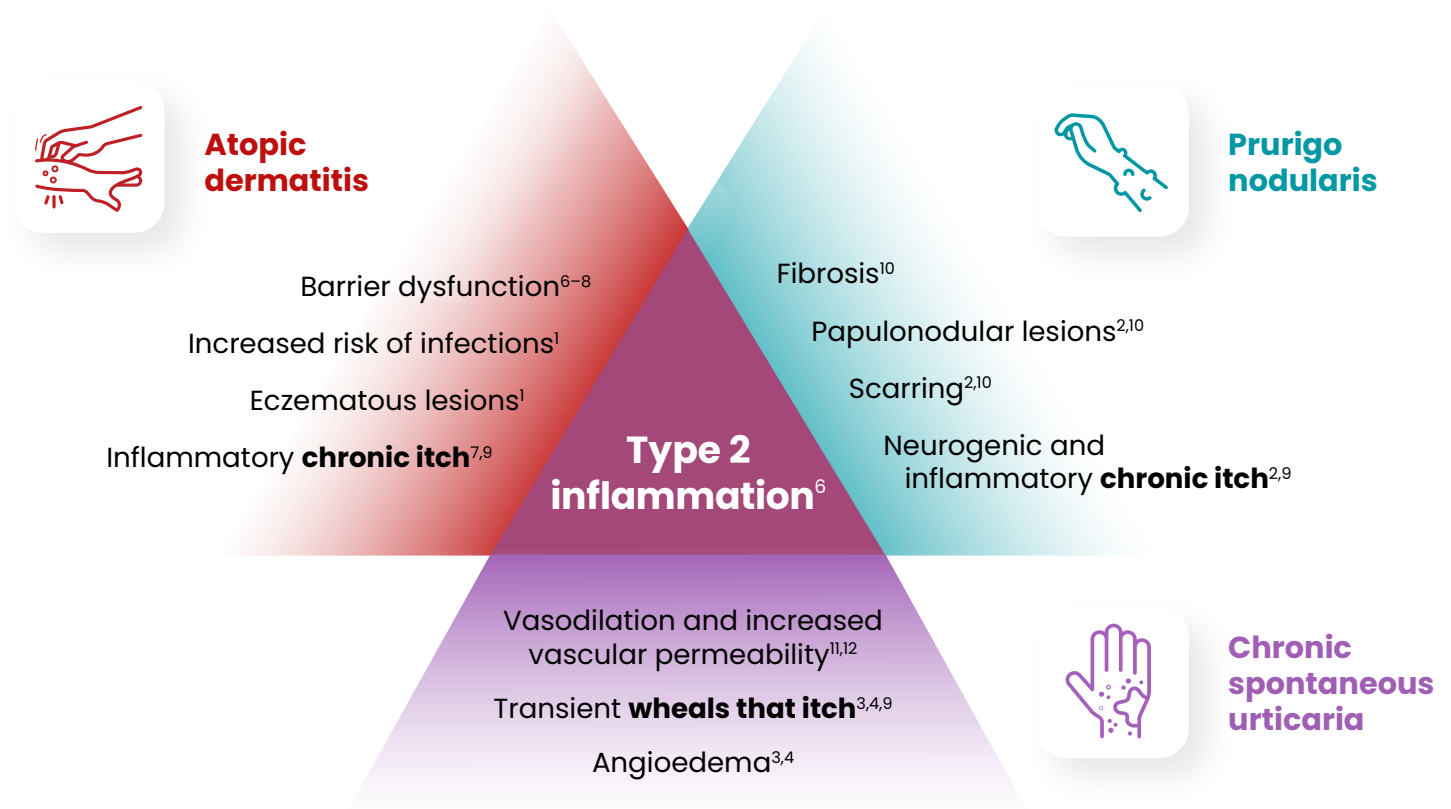 Atopic
dermatitis
Barrier dysfunction⁶⁻⁸
Increased risk of infections¹
Eczematous lesions¹
Inflammatory chronic itch⁷,⁹
Prurigo
nodularis
Fibrosis¹⁰
Papulonodular lesions²,¹⁰
Scarring²,¹⁰
Neurogenic and
inflammatory chronic itch²,⁹
Type 2
inflammation⁶
Vasodilation and increased
vascular permeability¹¹,¹²
Transient wheals that itch³,⁴,⁹
Angioedema³,⁴
Chronic
spontaneous
urticaria